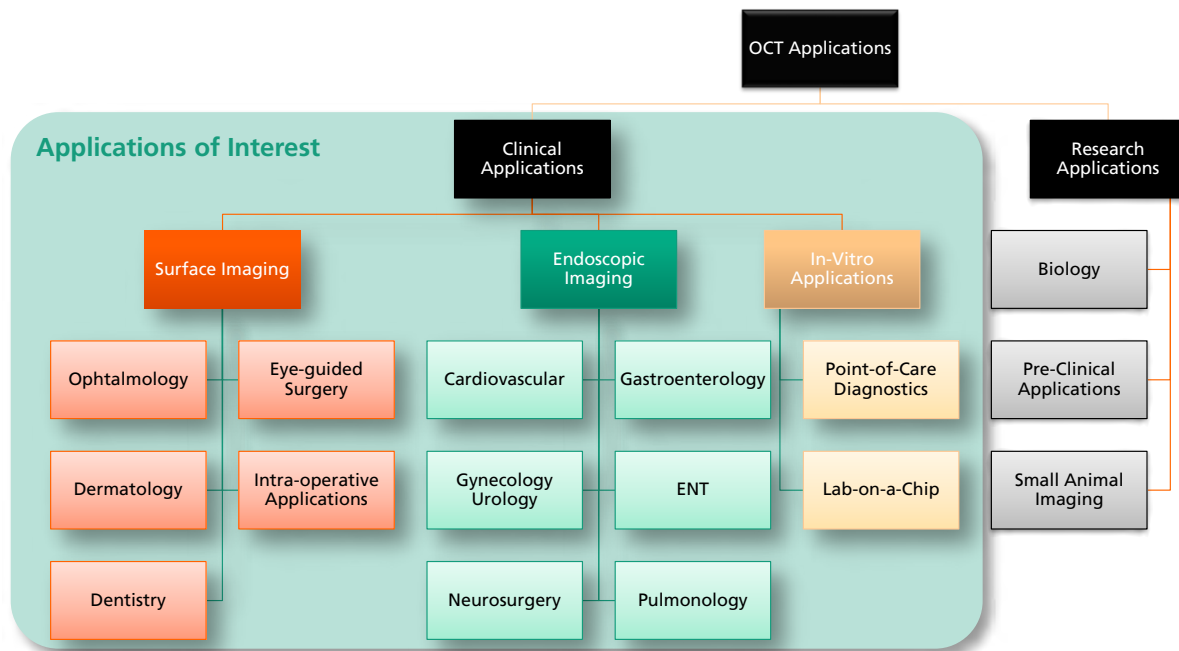 OCT Applications
Applications of Interest
Clinical
Applications
Research
Applications
Surface Imaging
Endoscopic
Imaging
In-Vitro
Applications
Biology
Ophtalmology
Eye-guided
Surgery
Cardiovascular
Gastroenterology
Point-of-Care
Diagnostics
Pre-Clinical
Applications
Dermatology
Intra-operative
Applications
Gynecology
Urology
ENT
Lab-on-a-Chip
Small Animal
Imaging
Dentistry
Neurosurgery
Pulmonology